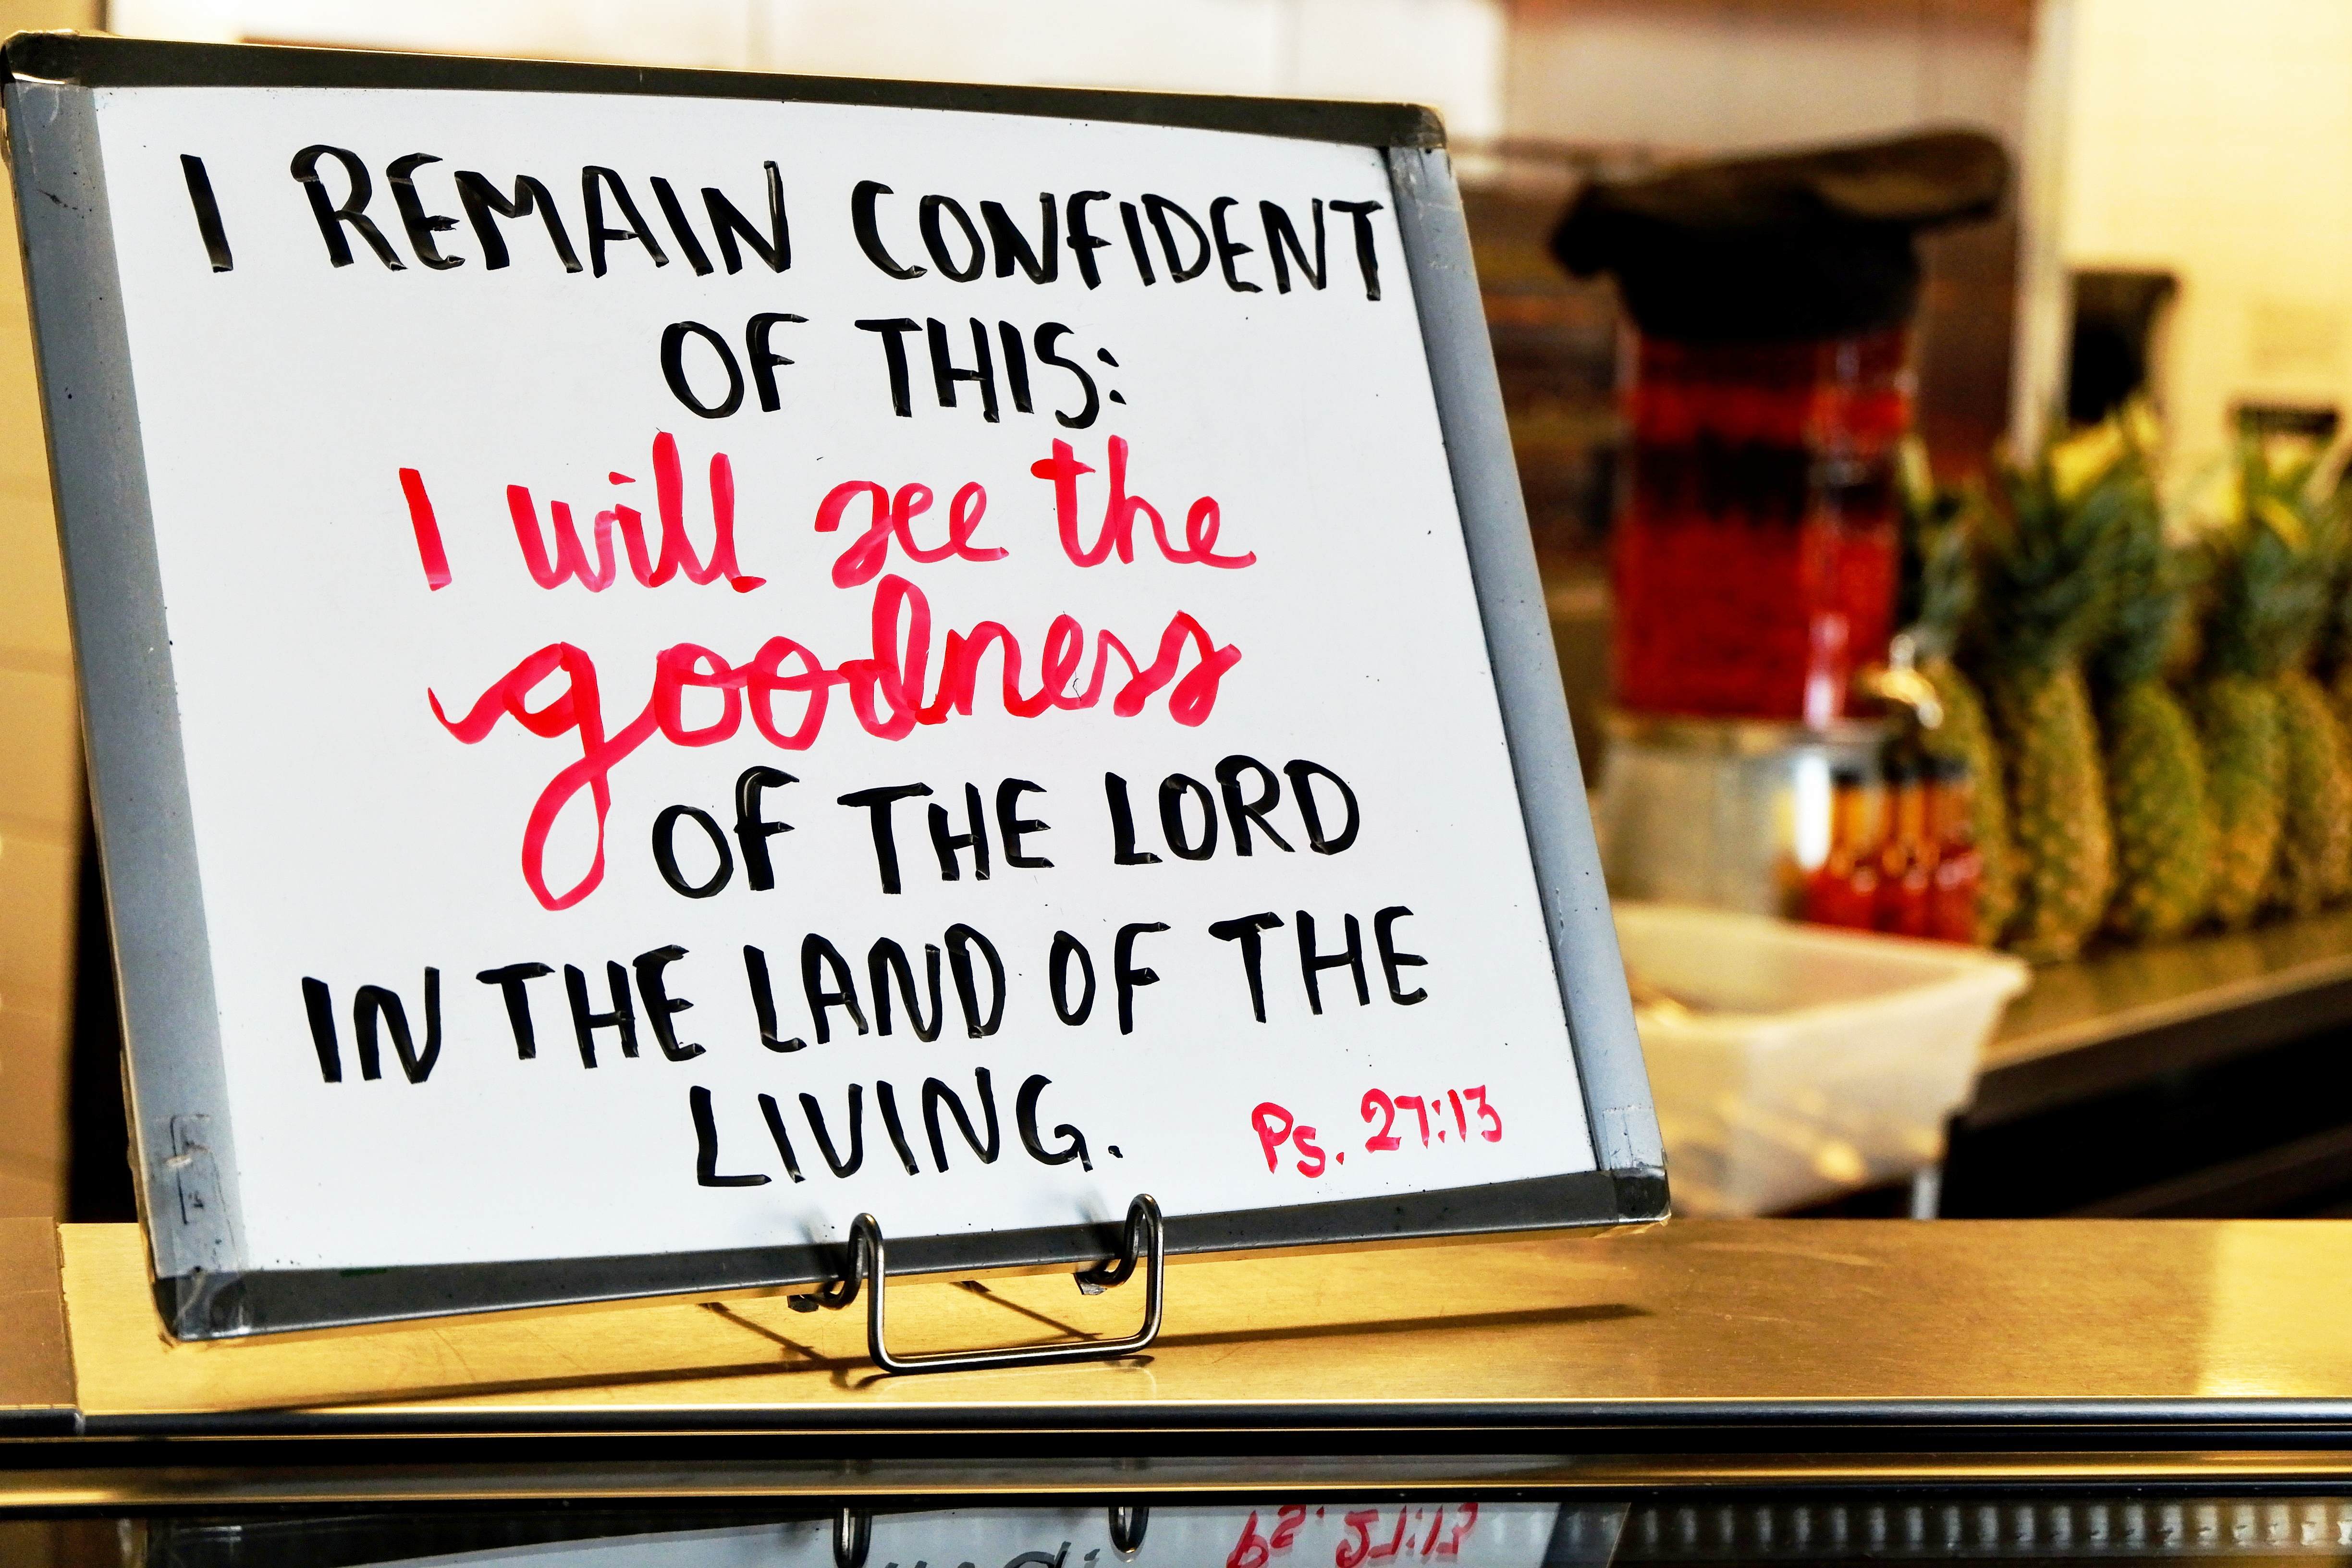 I REMAIN CONFIDENT
OF THIS:
I will see the
goodness
OF THE LORD
IN THE LAND OF THE
LIVING.
Ps. 27:13